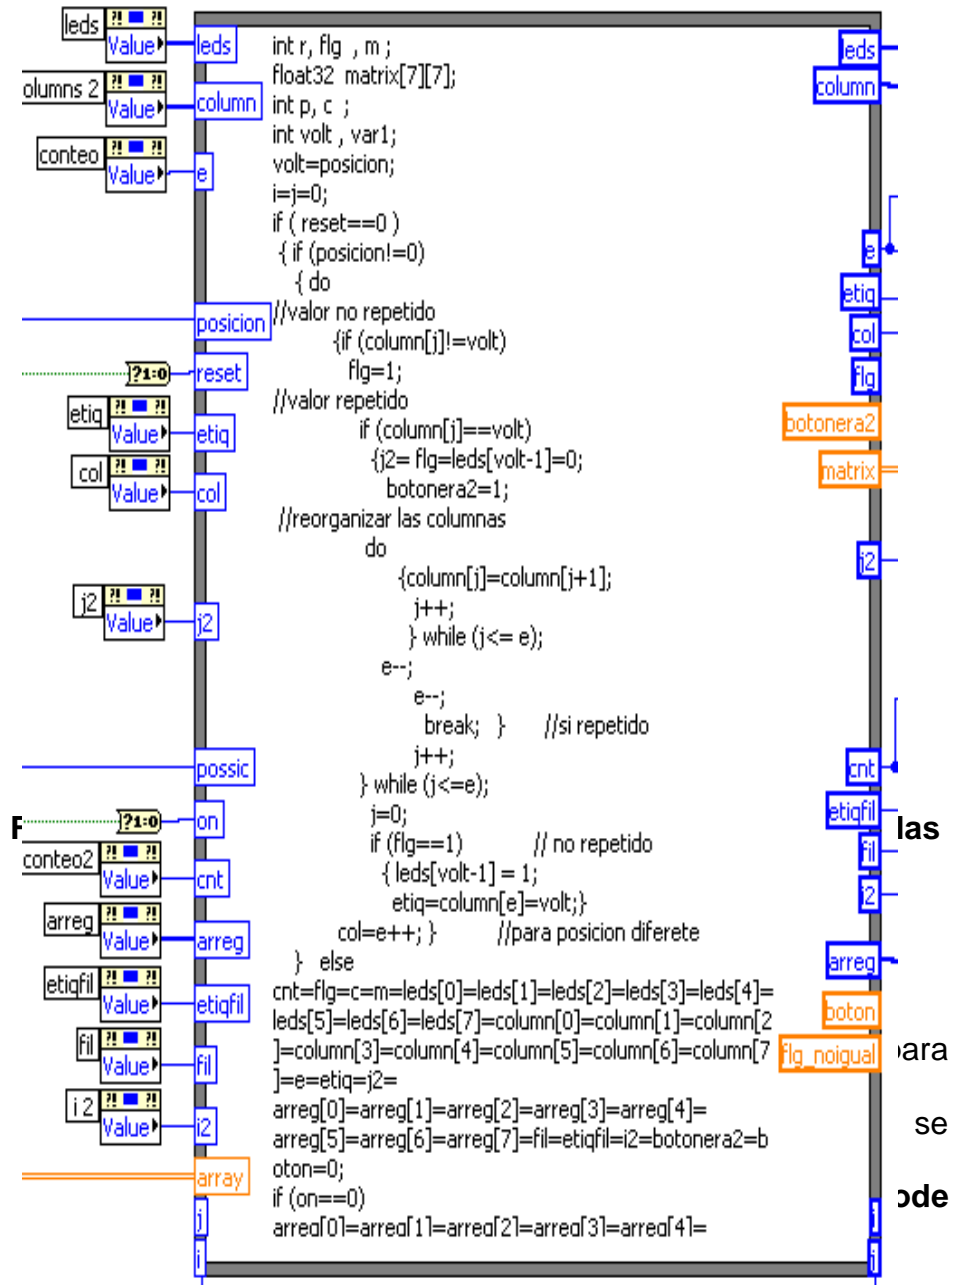 leds
Value
leds
olumns 2
Value
column
conteo
Value
e
posicion
?1:0
reset
etiq
Value
etiq
col
Value
col
j2
Value
j2
possic
?1:0
on
conteo2
Value
cnt
arreg
Value
arreg
etiqfil
Value
etiqfil
fil
Value
fil
i 2
Value
i2
array
j
i
int r, flg , m ;
float32 matrix[7][7];
int p, c ;
int volt , var1;
volt=posicion;
i=j=0;
if ( reset==0 )
{ if (posicion!=0)
{ do
//valor no repetido
{if (column[j]!=volt)
flg=1;
//valor repetido
if (column[j]==volt)
{j2= flg=leds[volt-1]=0;
botonera2=1;
//reorganizar las columnas
do
{column[j]=column[j+1];
j++;
} while (j<= e);
e--;
e--;
break; } //si repetido
j++;
} while (j<=e);
j=0;
if (flg==1) // no repetido
{ leds[volt-1] = 1;
etiq=column[e]=volt;}
col=e++; } //para posicion diferete
} else
cnt=flg=c=m=leds[0]=leds[1]=leds[2]=leds[3]=leds[4]=
leds[5]=leds[6]=leds[7]=column[0]=column[1]=column[2
]=column[3]=column[4]=column[5]=column[6]=column[7
]=e=etiq=j2=
arreg[0]=arreg[1]=arreg[2]=arreg[3]=arreg[4]=
arreg[5]=arreg[6]=arreg[7]=fil=etiqfil=i2=botonera2=b
oton=0;
if (on==0)
arreg[0]=arreg[1]=arreg[2]=arreg[3]=arreg[4]=
leds
column
e
etiq
col
flg
botonera2
matrix
j2
cnt
etiqfil
fil
i2
arreg
boton
flg_noigual
las
para
se
ode